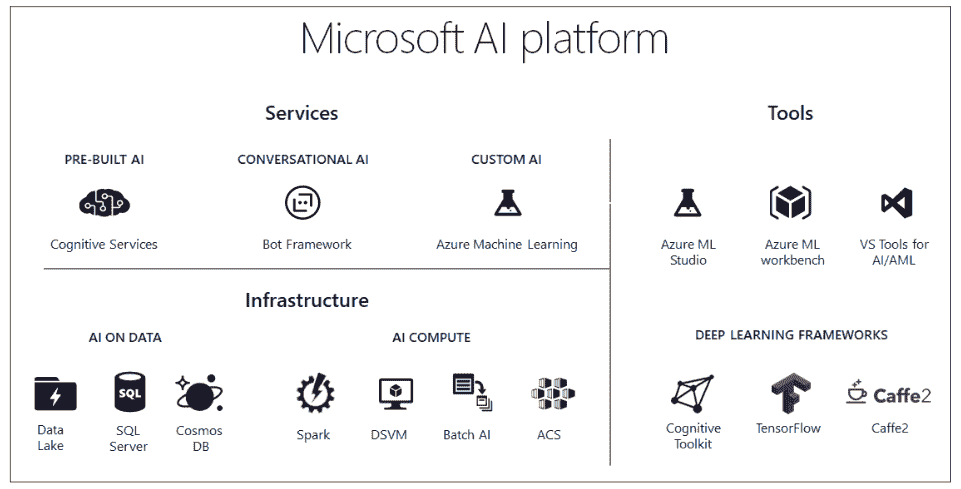 Microsoft AI platform
Services
PRE-BUILT AI
CONVERSATIONAL AI
CUSTOM AI
Cognitive Services
Bot Framework
Azure Machine Learning
Infrastructure
AI ON DATA
AI COMPUTE
SQL
Data
Lake
SQL
Server
Cosmos
DB
Spark
DSVM
Batch AI
ACS
Tools
Azure ML
Studio
Azure ML
workbench
VS Tools for
AI/AML
DEEP LEARNING FRAMEWORKS
Cognitive
Toolkit
TensorFlow
Caffe2
Caffe2